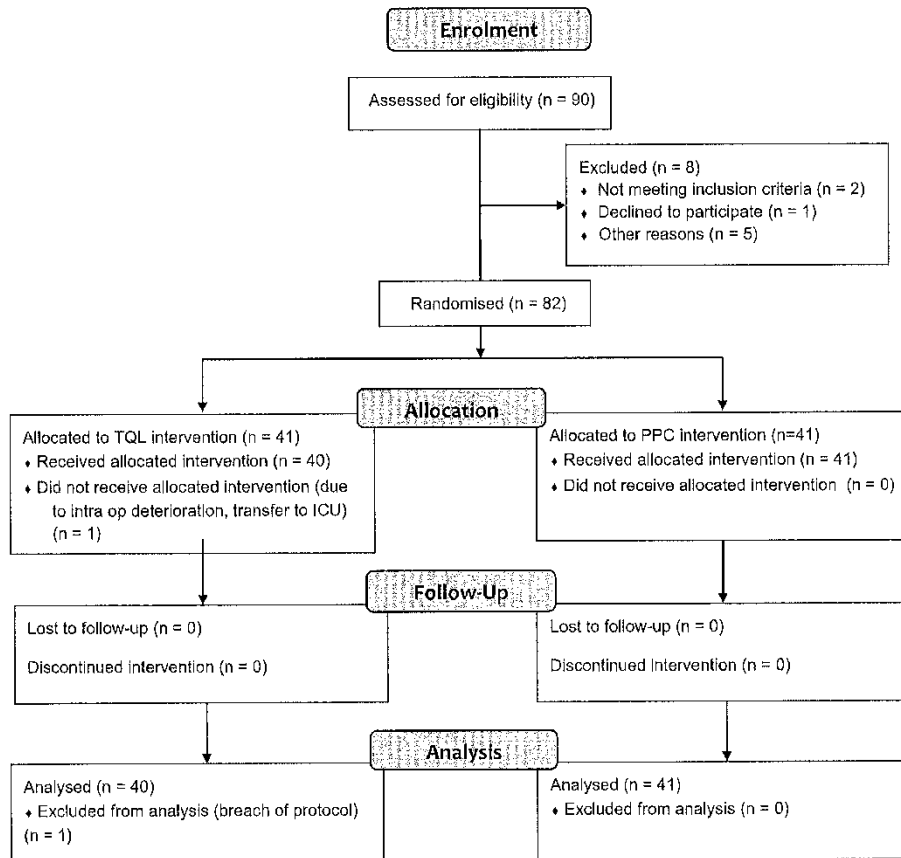 Enrolment
Assessed for eligibility (n = 90)
Excluded (n = 8)
♦ Not meeting inclusion criteria (n = 2)
♦ Declined to participate (n = 1)
♦ Other reasons (n = 5)
Randomised (n = 82)
Allocation
Allocated to TQL intervention (n = 41)
♦ Received allocated intervention (n = 40)
♦ Did not receive allocated intervention (due
to intra op deterioration, transfer to ICU)
(n = 1)
Allocated to PPC intervention (n=41)
♦ Received allocated intervention (n = 41)
♦ Did not receive allocated intervention (n = 0)
Follow-Up
Lost to follow-up (n = 0)
Discontinued intervention (n = 0)
Lost to follow-up (n = 0)
Discontinued Intervention (n = 0)
Analysis
Analysed (n = 40)
♦ Excluded from analysis (breach of protocol)
(n = 1)
Analysed (n = 41)
♦ Excluded from analysis (n = 0)